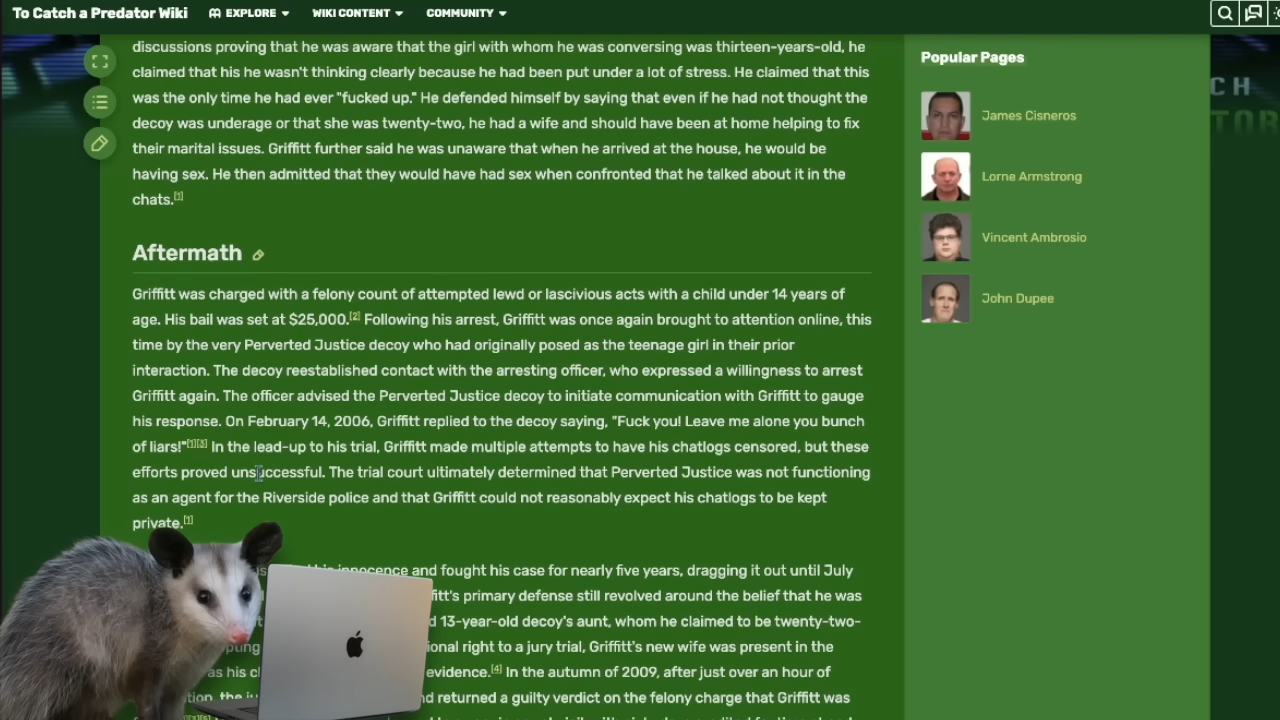 To Catch a Predator Wiki EXPLORE WIKI CONTENT COMMUNITY
discussions proving that he was aware that the girl with whom he was conversing was thirteen-years-old, he
claimed that his he wasn't thinking clearly because he had been put under a lot of stress. He claimed that this
was the only time he had ever "fucked up." He defended himself by saying that even if he had not thought the
decoy was underage or that she was twenty-two, he had a wife and should have been at home helping to fix
their marital issues. Griffitt further said he was unaware that when he arrived at the house, he would be
having sex. He then admitted that they would have had sex when confronted that he talked about it in the
chats.[1]
Aftermath
Griffitt was charged with a felony count of attempted lewd or lascivious acts with a child under 14 years of
age. His bail was set at $25,000.[2] Following his arrest, Griffitt was once again brought to attention online, this
time by the very Perverted Justice decoy who had originally posed as the teenage girl in their prior
interaction. The decoy reestablished contact with the arresting officer, who expressed a willingness to arrest
Griffitt again. The officer advised the Perverted Justice decoy to initiate communication with Griffitt to gauge
his response. On February 14, 2006, Griffitt replied to the decoy saying, "Fuck you! Leave me alone you bunch
of liars!"[1][3] In the lead-up to his trial, Griffitt made multiple attempts to have his chatlogs censored, but these
efforts proved unsuccessful. The trial court ultimately determined that Perverted Justice was not functioning
as an agent for the Riverside police and that Griffitt could not reasonably expect his chatlogs to be kept
private.[1]
his innocence and fought his case for nearly five years, dragging it out until July
fitt's primary defense still revolved around the belief that he was
13-year-old decoy's aunt, whom he claimed to be twenty-two-
pting ional right to a jury trial, Griffitt's new wife was present in the
as his evidence.[4] In the autumn of 2009, after just over an hour of
tion, the returned a guilty verdict on the felony charge that Griffitt was
Popular Pages
James Cisneros
Lorne Armstrong
Vincent Ambrosio
John Dupee
CH
TOR